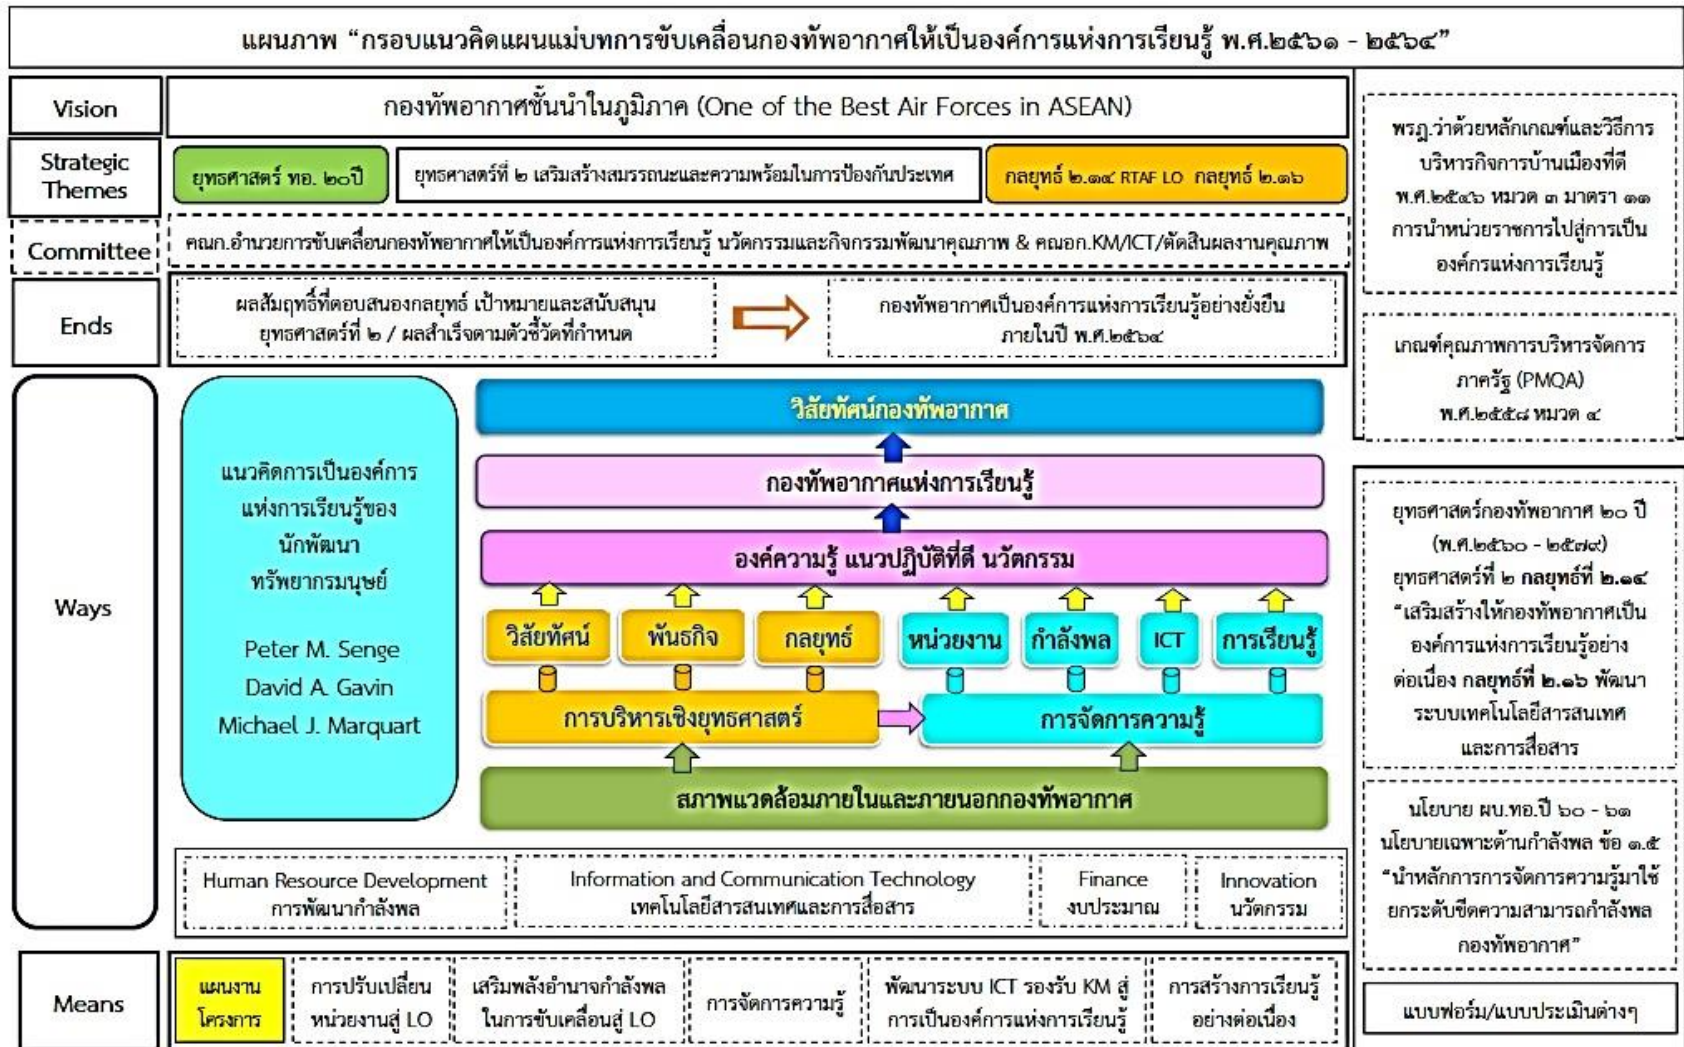 แผนภาพ “กรอบแนวคิดแผนแม่บทการขับเคลื่อนกองทัพอากาศให้เป็นองค์การแห่งการเรียนรู้ พ.ศ.๒๕๖๑ - ๒๕๖๔”
Vision
กองทัพอากาศชั้นนำในภูมิภาค (One of the Best Air Forces in ASEAN)
Strategic
Themes
ยุทธศาสตร์ ทอ. ๒๐ปี
ยุทธศาสตร์ที่ ๒ เสริมสร้างสมรรถนะและความพร้อมในการป้องกันประเทศ
กลยุทธ์ ๒.๑๔ RTAF LO กลยุทธ์ ๒.๑๖
Committee
คณก.อำนวยการขับเคลื่อนกองทัพอากาศให้เป็นองค์การแห่งการเรียนรู้ นวัตกรรมและกิจกรรมพัฒนาคุณภาพ & คณอก.KM/ICT/ตัดสินผลงานคุณภาพ
Ends
ผลสัมฤทธิ์ที่ตอบสนองกลยุทธ์ เป้าหมายและสนับสนุน
ยุทธศาสตร์ที่ ๒ / ผลสำเร็จตามตัวชี้วัดที่กำหนด
กองทัพอากาศเป็นองค์การแห่งการเรียนรู้อย่างยั่งยืน
ภายในปี พ.ศ.๒๕๖๔
Ways
แนวคิดการเป็นองค์การ
แห่งการเรียนรู้ของ
นักพัฒนา
ทรัพยากรมนุษย์
Peter M. Senge
David A. Gavin
Michael J. Marquart
วิสัยทัศน์กองทัพอากาศ
กองทัพอากาศแห่งการเรียนรู้
องค์ความรู้ แนวปฏิบัติที่ดี นวัตกรรม
วิสัยทัศน์
พันธกิจ
กลยุทธ์
หน่วยงาน
กำลังพล
ICT
การเรียนรู้
การบริหารเชิงยุทธศาสตร์
การจัดการความรู้
สภาพแวดล้อมภายในและภายนอกกองทัพอากาศ
Human Resource Development
การพัฒนากำลังพล
Information and Communication Technology
เทคโนโลยีสารสนเทศและการสื่อสาร
Finance
งบประมาณ
Innovation
นวัตกรรม
Means
แผนงาน
โครงการ
การปรับเปลี่ยน
หน่วยงานสู่ LO
เสริมพลังอำนาจกำลังพล
ในการขับเคลื่อนสู่ LO
การจัดการความรู้
พัฒนาระบบ ICT รองรับ KM สู่
การเป็นองค์การแห่งการเรียนรู้
การสร้างการเรียนรู้
อย่างต่อเนื่อง
พรฎ.ว่าด้วยหลักเกณฑ์และวิธีการ
บริหารกิจการบ้านเมืองที่ดี
พ.ศ.๒๕๔๖ หมวด ๓ มาตรา ๑๑
การนำหน่วยราชการไปสู่การเป็น
องค์กรแห่งการเรียนรู้
เกณฑ์คุณภาพการบริหารจัดการ
ภาครัฐ (PMQA)
พ.ศ.๒๕๕๘ หมวด ๔
ยุทธศาสตร์กองทัพอากาศ ๒๐ ปี
(พ.ศ.๒๕๖๐ - ๒๕๗๙)
ยุทธศาสตร์ที่ ๒ กลยุทธ์ที่ ๒.๑๔
“เสริมสร้างให้กองทัพอากาศเป็น
องค์การแห่งการเรียนรู้อย่าง
ต่อเนื่อง กลยุทธ์ที่ ๒.๑๖ พัฒนา
ระบบเทคโนโลยีสารสนเทศ
และการสื่อสาร
นโยบาย ผบ.ทอ.ปี ๖๐ - ๖๑
นโยบายเฉพาะด้านกำลังพล ข้อ ๑.๕
“นำหลักการการจัดการความรู้มาใช้
ยกระดับขีดความสามารถกำลังพล
กองทัพอากาศ”
แบบฟอร์ม/แบบประเมินต่างๆ